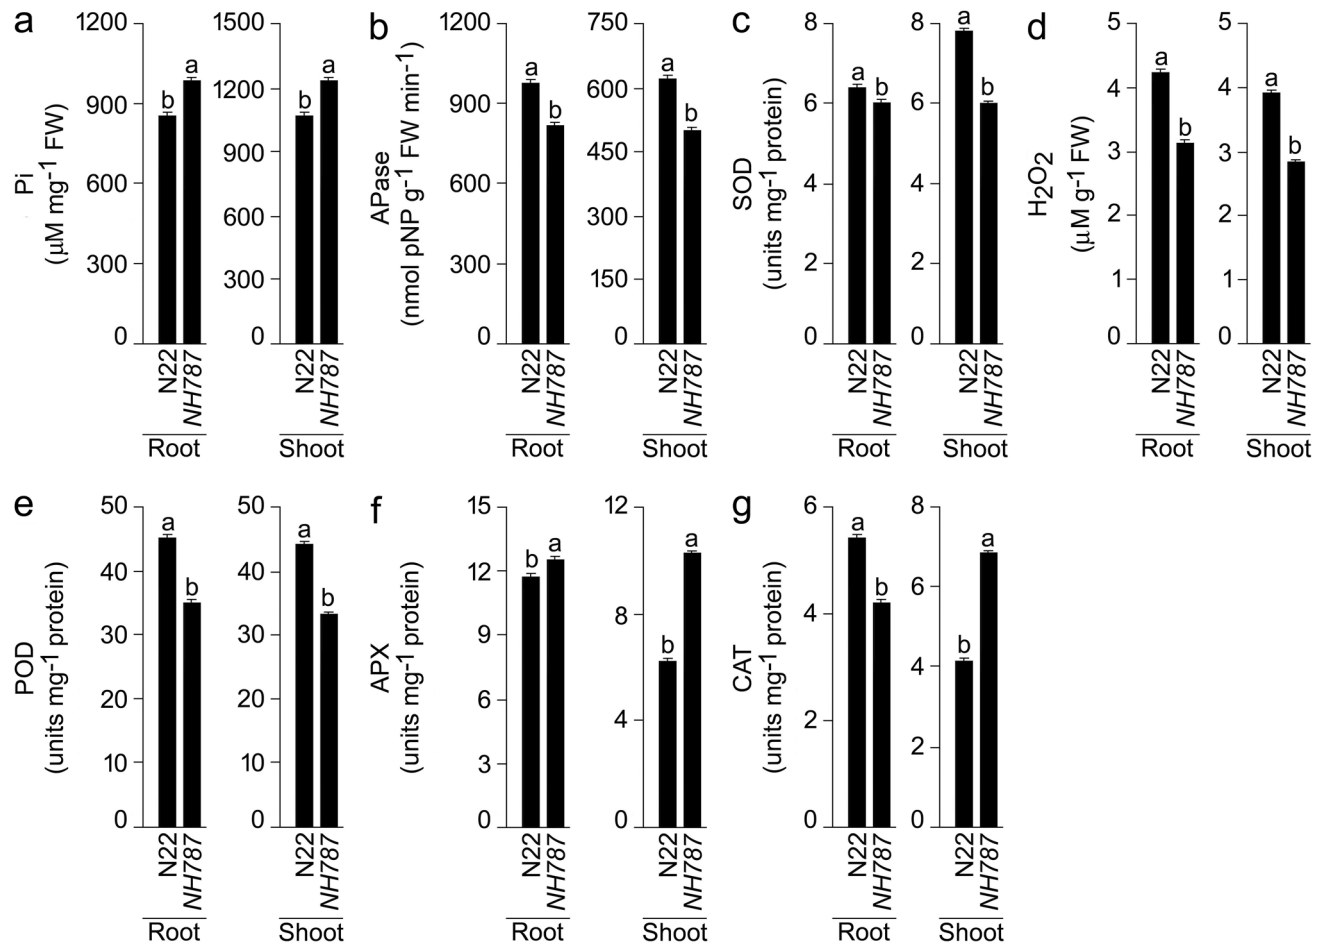 a
Pi
(μM mg-1 FW)
1200
900
600
300
0
b
a
N22
NH787
Root
1500
1200
900
600
300
0
b
a
N22
NH787
Shoot
b
APase
(nmol pNP g-1 FW min-1)
1200
900
600
300
0
a
b
N22
NH787
Root
750
600
450
300
150
0
a
b
N22
NH787
Shoot
c
SOD
(units mg-1 protein)
8
6
4
2
0
a
b
N22
NH787
Root
8
6
4
2
0
a
b
N22
NH787
Shoot
d
H2O2
(μM g-1 FW)
5
4
3
2
1
0
a
b
N22
NH787
Root
5
4
3
2
1
0
a
b
N22
NH787
Shoot
e
POD
(units mg-1 protein)
50
40
30
20
10
0
a
b
N22
NH787
Root
50
40
30
20
10
0
a
b
N22
NH787
Shoot
f
APX
(units mg-1 protein)
15
12
9
6
3
0
b
a
N22
NH787
Root
12
8
4
0
b
a
N22
NH787
Shoot
g
CAT
(units mg-1 protein)
6
4
2
0
a
b
N22
NH787
Root
8
6
4
2
0
b
a
N22
NH787
Shoot